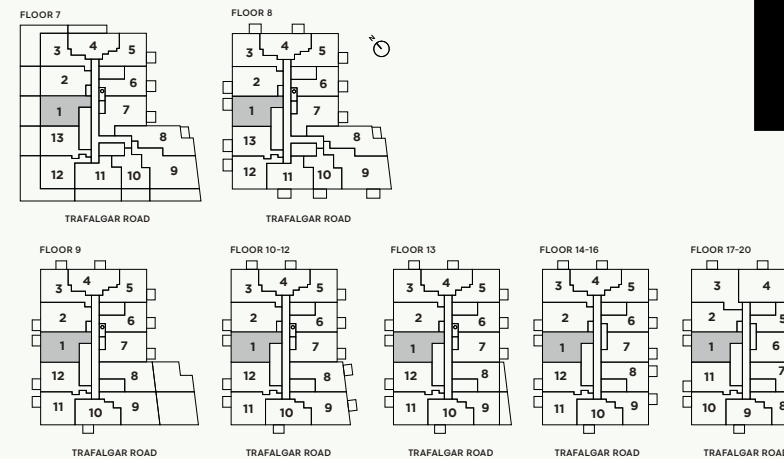 FLOOR 7
FLOOR 8
N
3 4 5
2 6
1 7
13 8
12 11 10 9
3 4 5
2 6
1 7
13 8
12 11 10 9
TRAFALGAR ROAD
TRAFALGAR ROAD
FLOOR 9
FLOOR 10-12
FLOOR 13
FLOOR 14-16
FLOOR 17-20
3 4 5
2 6
1 7
12 8
11 10 9
3 4 5
2 6
1 7
12 8
11 10 9
3 4 5
2 6
1 7
12 8
11 10 9
3 4 5
2 6
1 7
12 8
11 10 9
3 4
2
1 6
11
10 9
TRAFALGAR ROAD
TRAFALGAR ROAD
TRAFALGAR ROAD
TRAFALGAR ROAD
TRAFALGAR